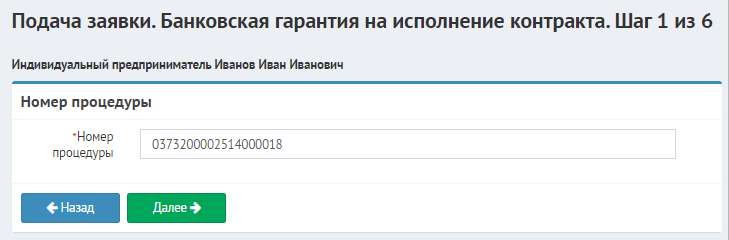 Подача заявки. Банковская гарантия на исполнение контракта. Шаг 1 из 6
Индивидуальный предприниматель Иванов Иван Иванович
Номер процедуры
*Номер
процедуры
0373200002514000018
Назад
Далее